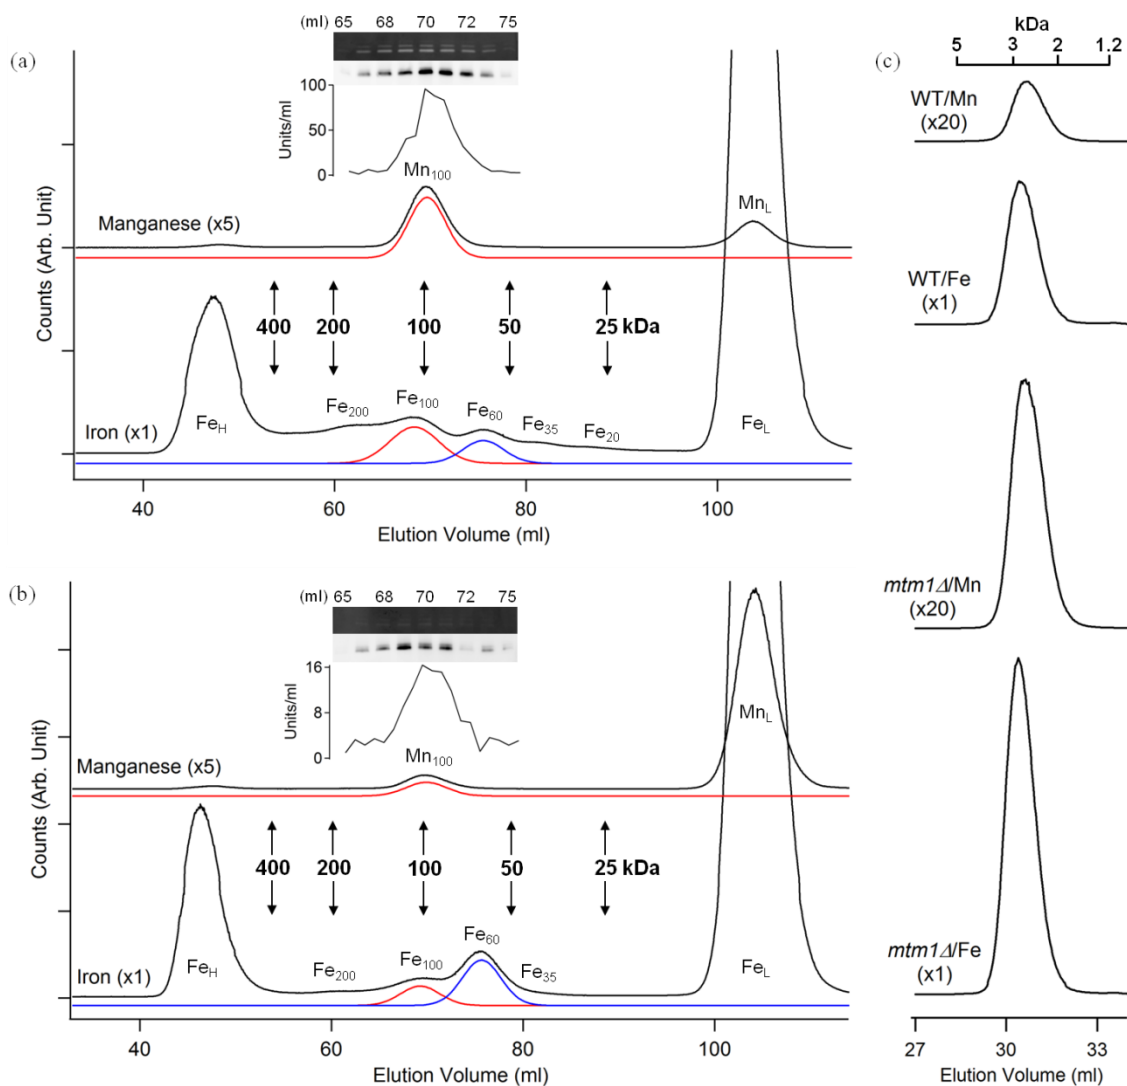 (a)
(ml) 65 68 70 72 75
100
50
0
Units/ml
Mn100
Manganese (x5)
MnL
400 200 100 50 25 kDa
Counts (Arb. Unit)
Iron (x1)
FeH
Fe200
Fe100
Fe60
Fe35
Fe20
FeL
40 60 80 100
Elution Volume (ml)
(b)
(ml) 65 68 70 72 75
16
8
0
Units/ml
Mn100
Manganese (x5)
MnL
400 200 100 50 25 kDa
Counts (Arb. Unit)
Iron (x1)
FeH
Fe200
Fe100
Fe60
Fe35
FeL
40 60 80 100
Elution Volume (ml)
(c)
kDa
5 3 2 1.2
WT/Mn
(x20)
WT/Fe
(x1)
mtm1Δ/Mn
(x20)
mtm1Δ/Fe
(x1)
27 30 33
Elution Volume (ml)